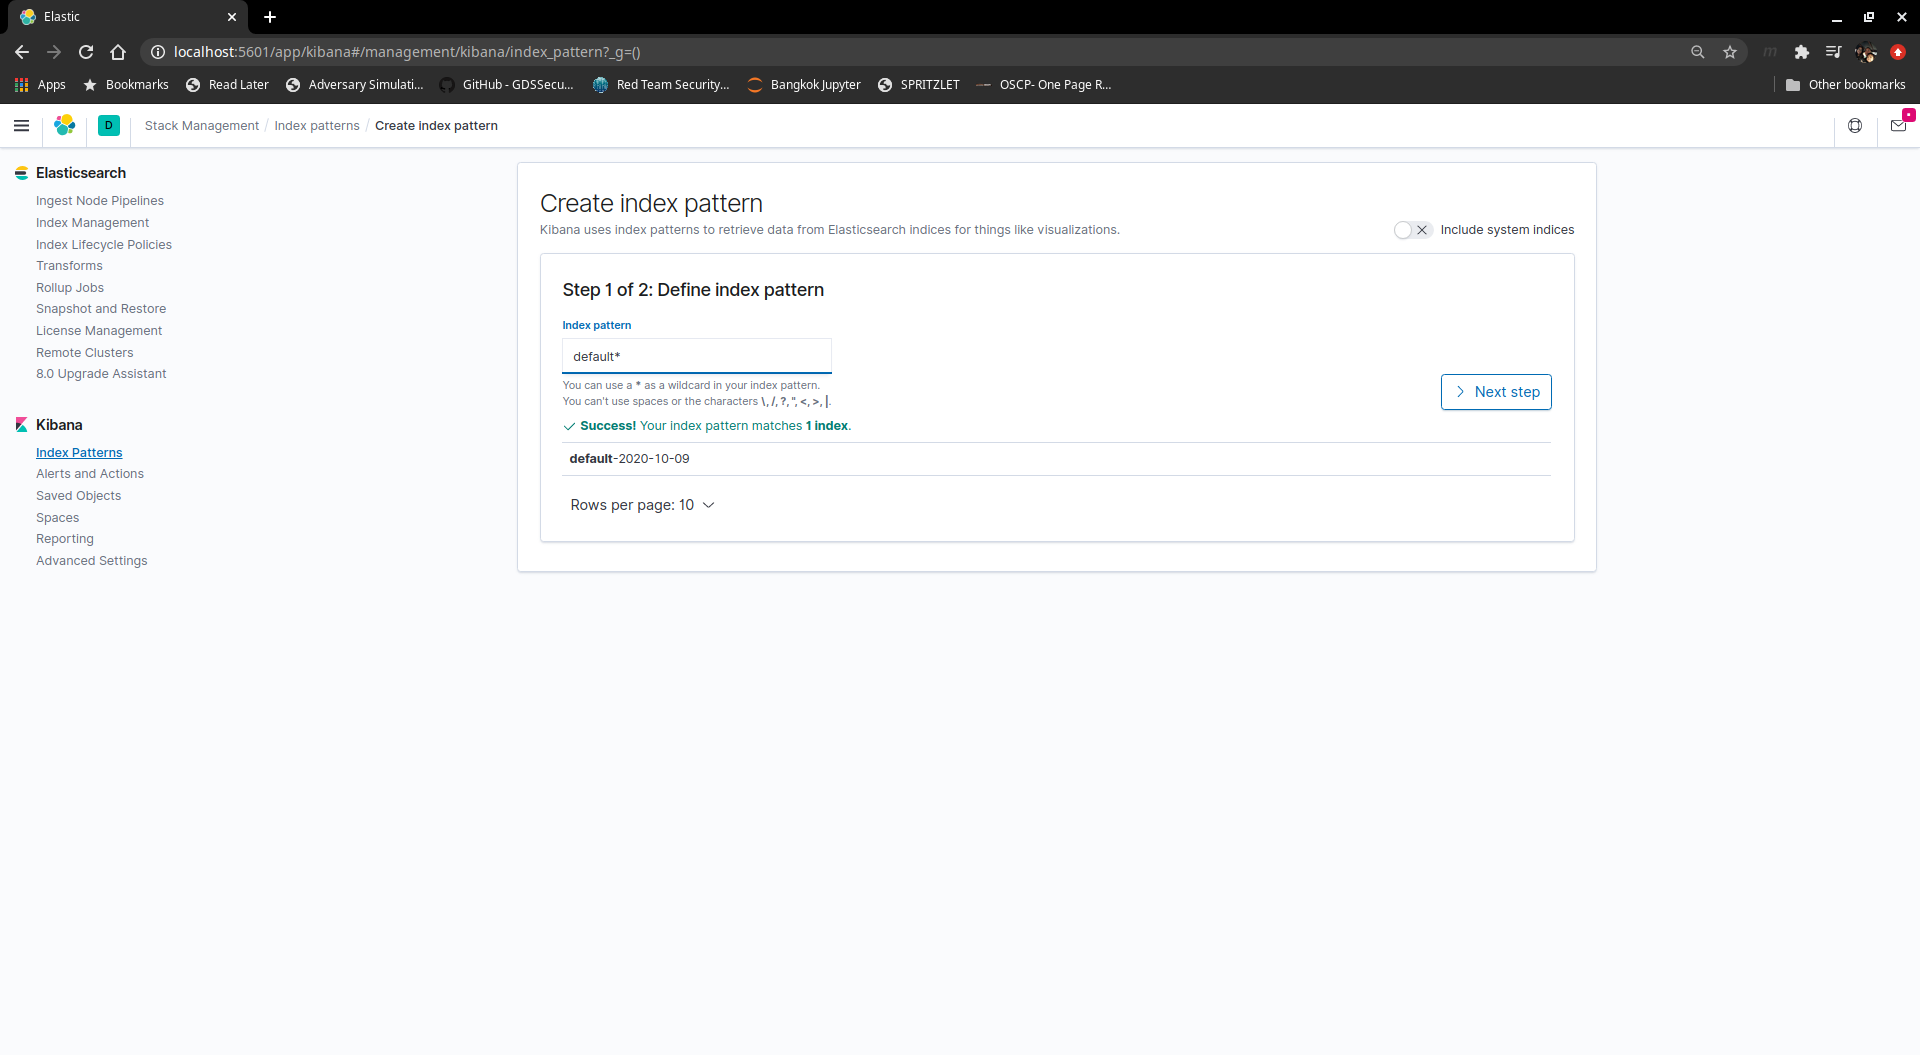 Elastic
localhost:5601/app/kibana#/management/kibana/index_pattern?_g=()
Apps Bookmarks Read Later Adversary Simulati... GitHub - GDSSecu... Red Team Security... Bangkok Jupyter SPRITZLET OSCP- One Page R... Other bookmarks
D Stack Management / Index patterns / Create index pattern
Elasticsearch
Ingest Node Pipelines
Index Management
Index Lifecycle Policies
Transforms
Rollup Jobs
Snapshot and Restore
License Management
Remote Clusters
8.0 Upgrade Assistant
Kibana
Index Patterns
Alerts and Actions
Saved Objects
Spaces
Reporting
Advanced Settings
Create index pattern
Kibana uses index patterns to retrieve data from Elasticsearch indices for things like visualizations.
Include system indices
Step 1 of 2: Define index pattern
Index pattern
default*
You can use a * as a wildcard in your index pattern.
You can't use spaces or the characters \, /, ?, ", <, >, |.
Next step
Success! Your index pattern matches 1 index.
default-2020-10-09
Rows per page: 10